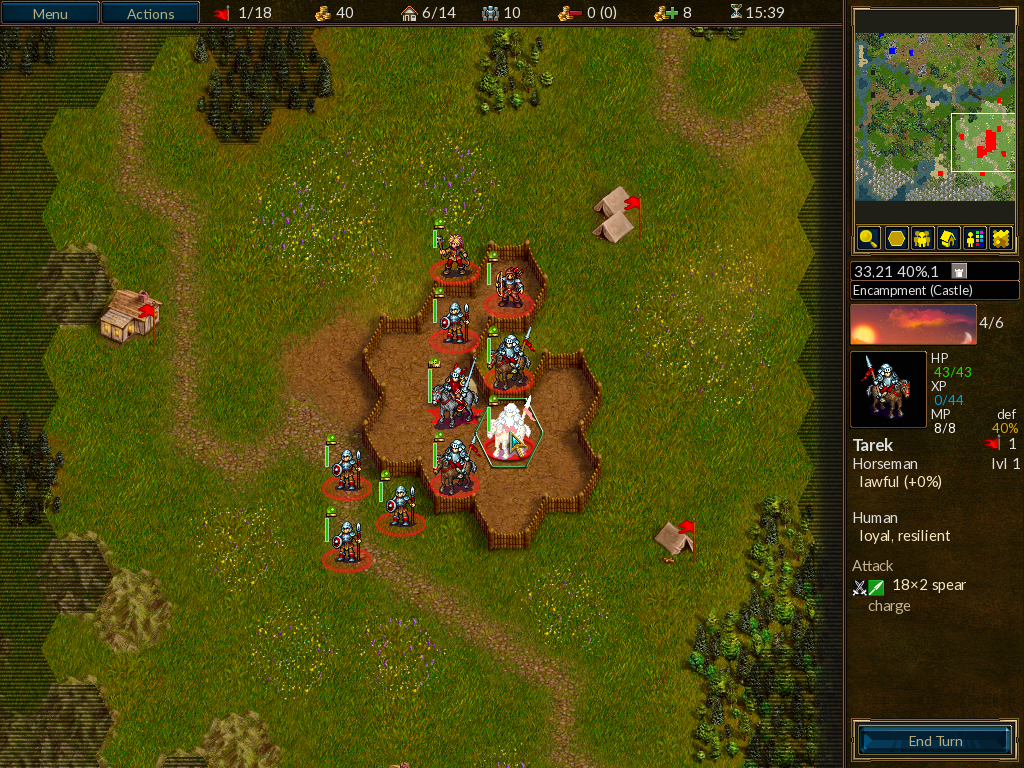 Menu Actions 1/18 40 6/14 10 0 (0) 8 15:39
33,21 40%,1
Encampment (Castle)
4/6
HP
43/43
XP
0/44
MP def
8/8 40%
Tarek 1
Horseman lvl 1
lawful (+0%)
Human
loyal, resilient
Attack
18×2 spear
charge
End Turn